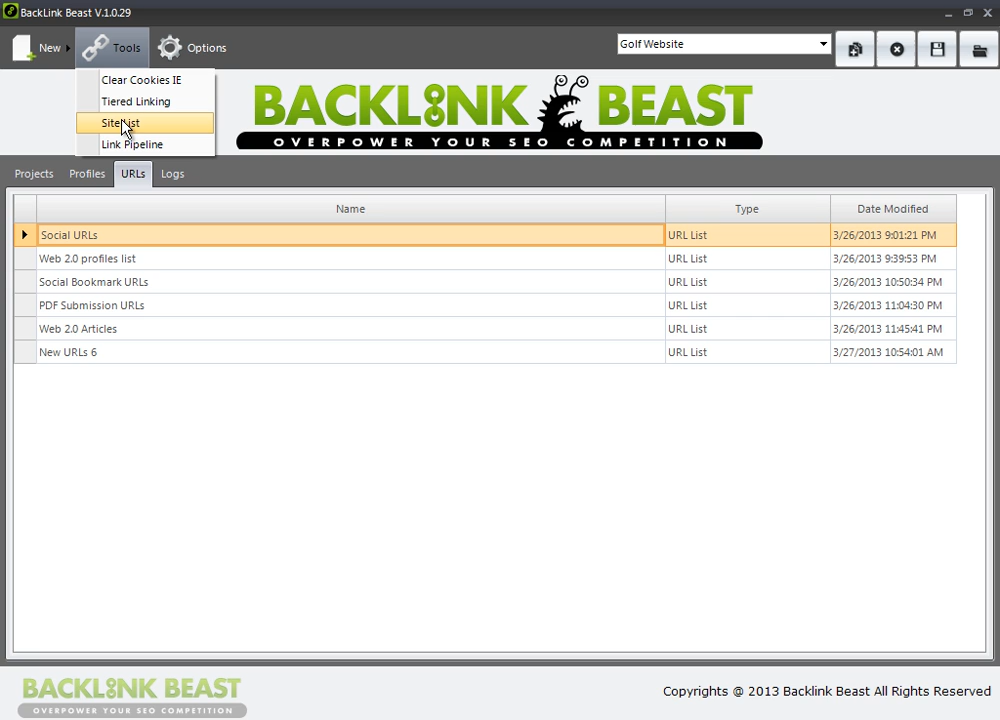 BackLink Beast V.1.0.29
New Tools Options Golf Website
Clear Cookies IE
Tiered Linking
Site List
Link Pipeline
BACKLINK BEAST
OVERPOWER YOUR SEO COMPETITION
Projects Profiles URLs Logs
Name Type Date Modified
Social URLs URL List 3/26/2013 9:01:21 PM
Web 2.0 profiles list URL List 3/26/2013 9:39:53 PM
Social Bookmark URLs URL List 3/26/2013 10:50:34 PM
PDF Submission URLs URL List 3/26/2013 11:04:30 PM
Web 2.0 Articles URL List 3/26/2013 11:45:41 PM
New URLs 6 URL List 3/27/2013 10:54:01 AM
BACKLINK BEAST
OVERPOWER YOUR SEO COMPETITION
Copyrights @ 2013 Backlink Beast All Rights Reserved